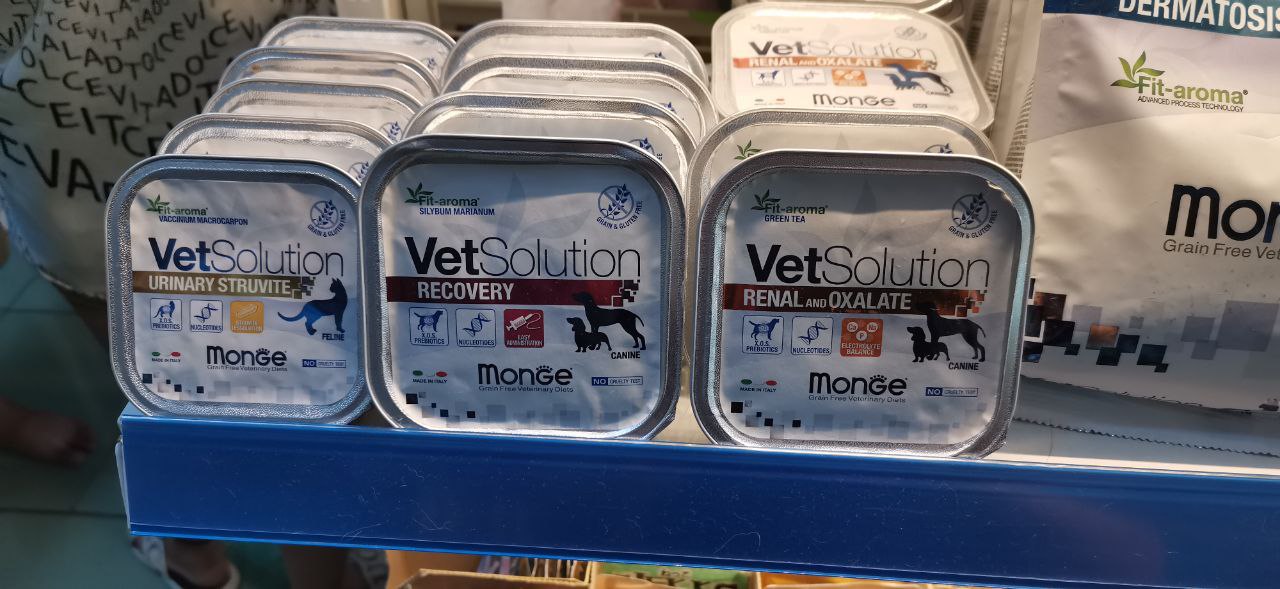 Fit-aroma®
VACCINIUM MACROCARPON
GRAIN & GLUTEN FREE
VetSolution
URINARY STRUVITE
X.O.S. PREBIOTICS
NUCLEOTIDES
FELINE
MADE IN ITALY
MonGe
Grain Free Veterinary Diets
NO CRUELTY TEST
Fit-aroma®
SILYBUM MARIANUM
GRAIN & GLUTEN FREE
VetSolution
RECOVERY
X.O.S. PREBIOTICS
NUCLEOTIDES
EASY ADMINISTRATION
CANINE
MADE IN ITALY
MonGe
Grain Free Veterinary Diets
NO CRUELTY TEST
Fit-aroma®
GREEN TEA
GRAIN & GLUTEN FREE
VetSolution
RENAL AND OXALATE
X.O.S. PREBIOTICS
NUCLEOTIDES
Ca Na P
ELECTROLYTE BALANCE
CANINE
MADE IN ITALY
MonGe
Grain Free Veterinary Diets
NO CRUELTY TEST
VetSolution
RENAL AND OXALATE
MonGe
DERMATOSIS
Fit-aroma®
ADVANCED PROCESS TECHNOLOGY
Mon
Grain Free Vet